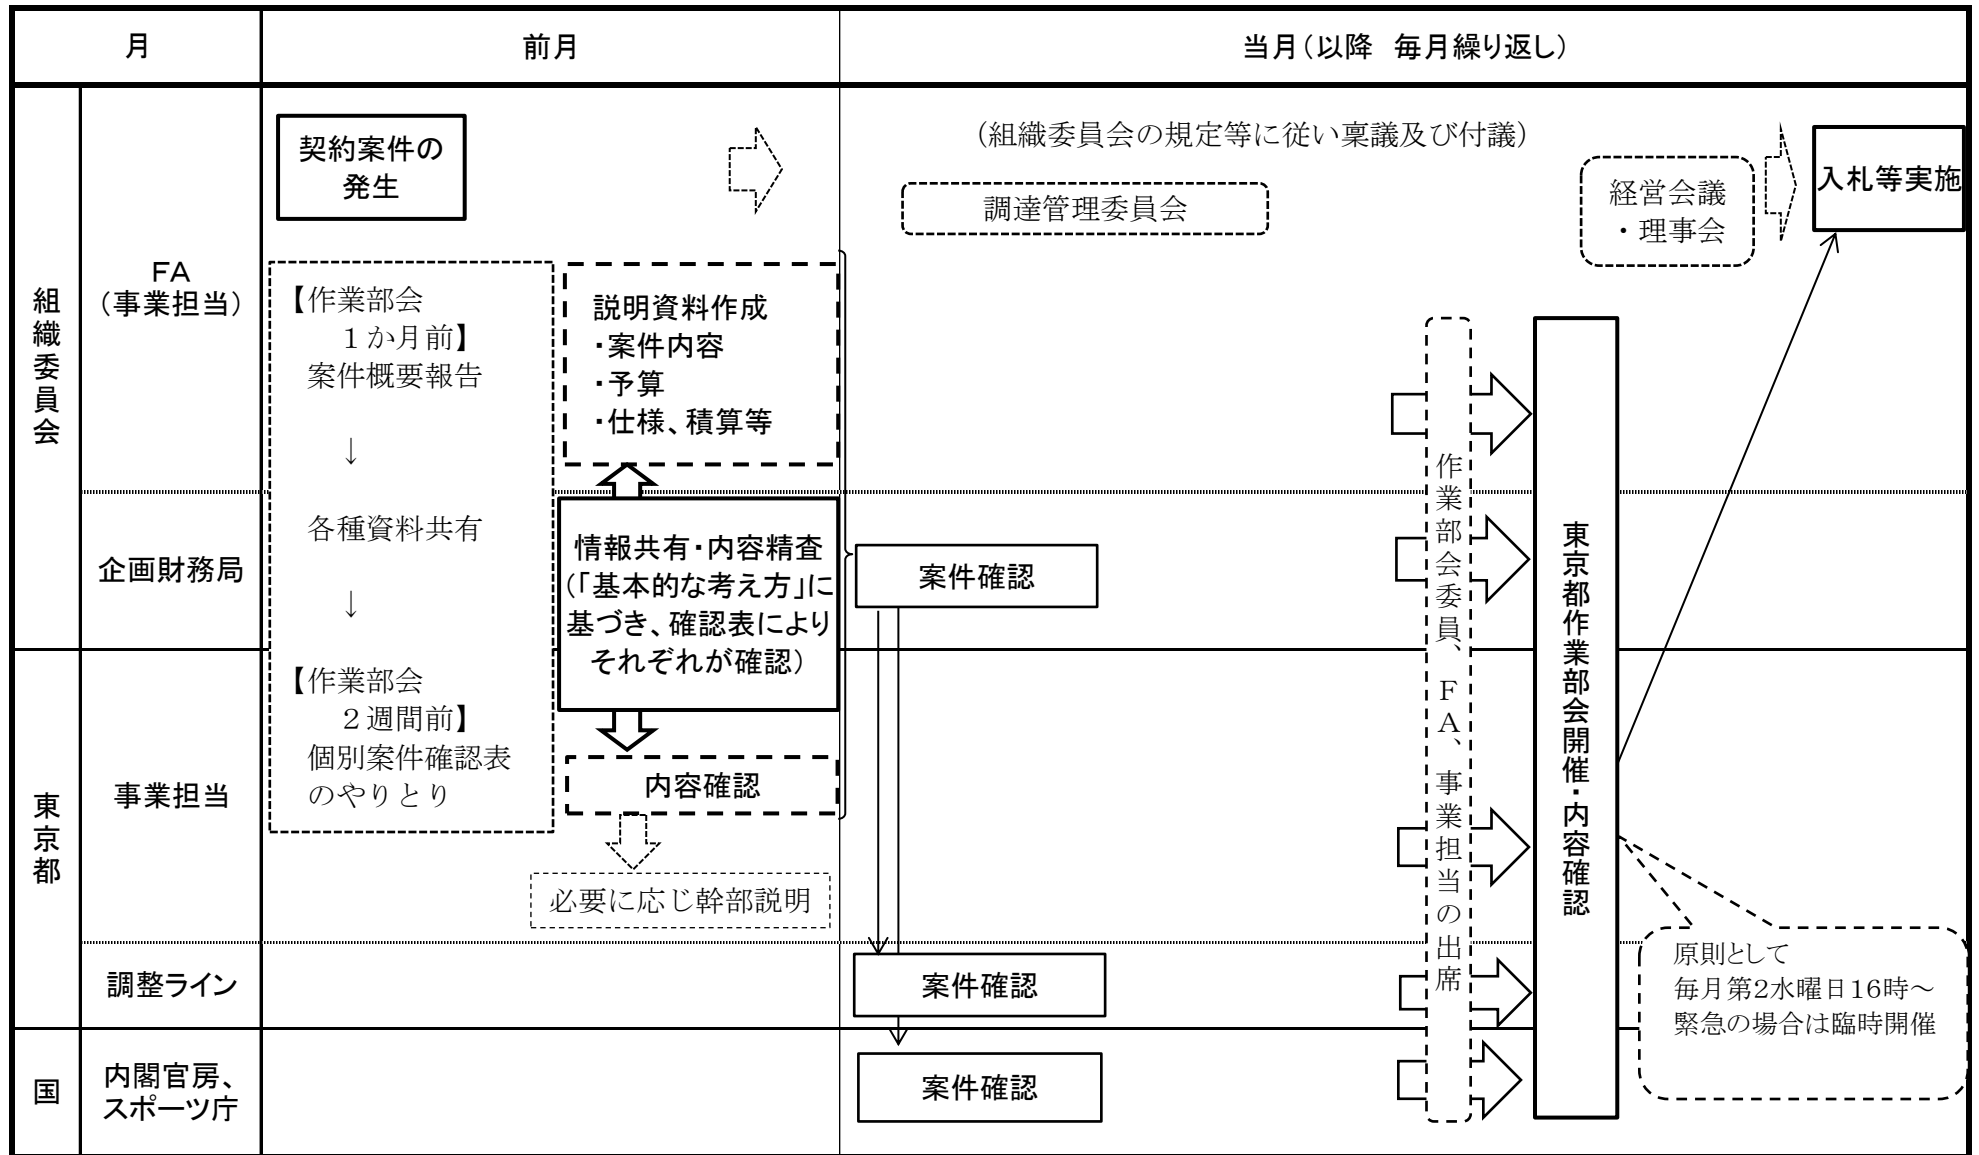 月
前月
当月（以降　毎月繰り返し）
組織委員会
FA
（事業担当）
契約案件の
発生
（組織委員会の規定等に従い稟議及び付議）
調達管理委員会
経営会議
・理事会
入札等実施
【作業部会
１か月前】
案件概要報告
↓
各種資料共有
↓
【作業部会
２週間前】
個別案件確認表
のやりとり
説明資料作成
・案件内容
・予算
・仕様、積算等
企画財務局
情報共有・内容精査
（「基本的な考え方」に
基づき、確認表により
それぞれが確認）
案件確認
作業部会委員、ＦＡ、事業担当の出席
東京都作業部会開催・内容確認
東京都
事業担当
内容確認
必要に応じ幹部説明
調整ライン
案件確認
原則として
毎月第2水曜日16時～
緊急の場合は臨時開催
国
内閣官房、
スポーツ庁
案件確認